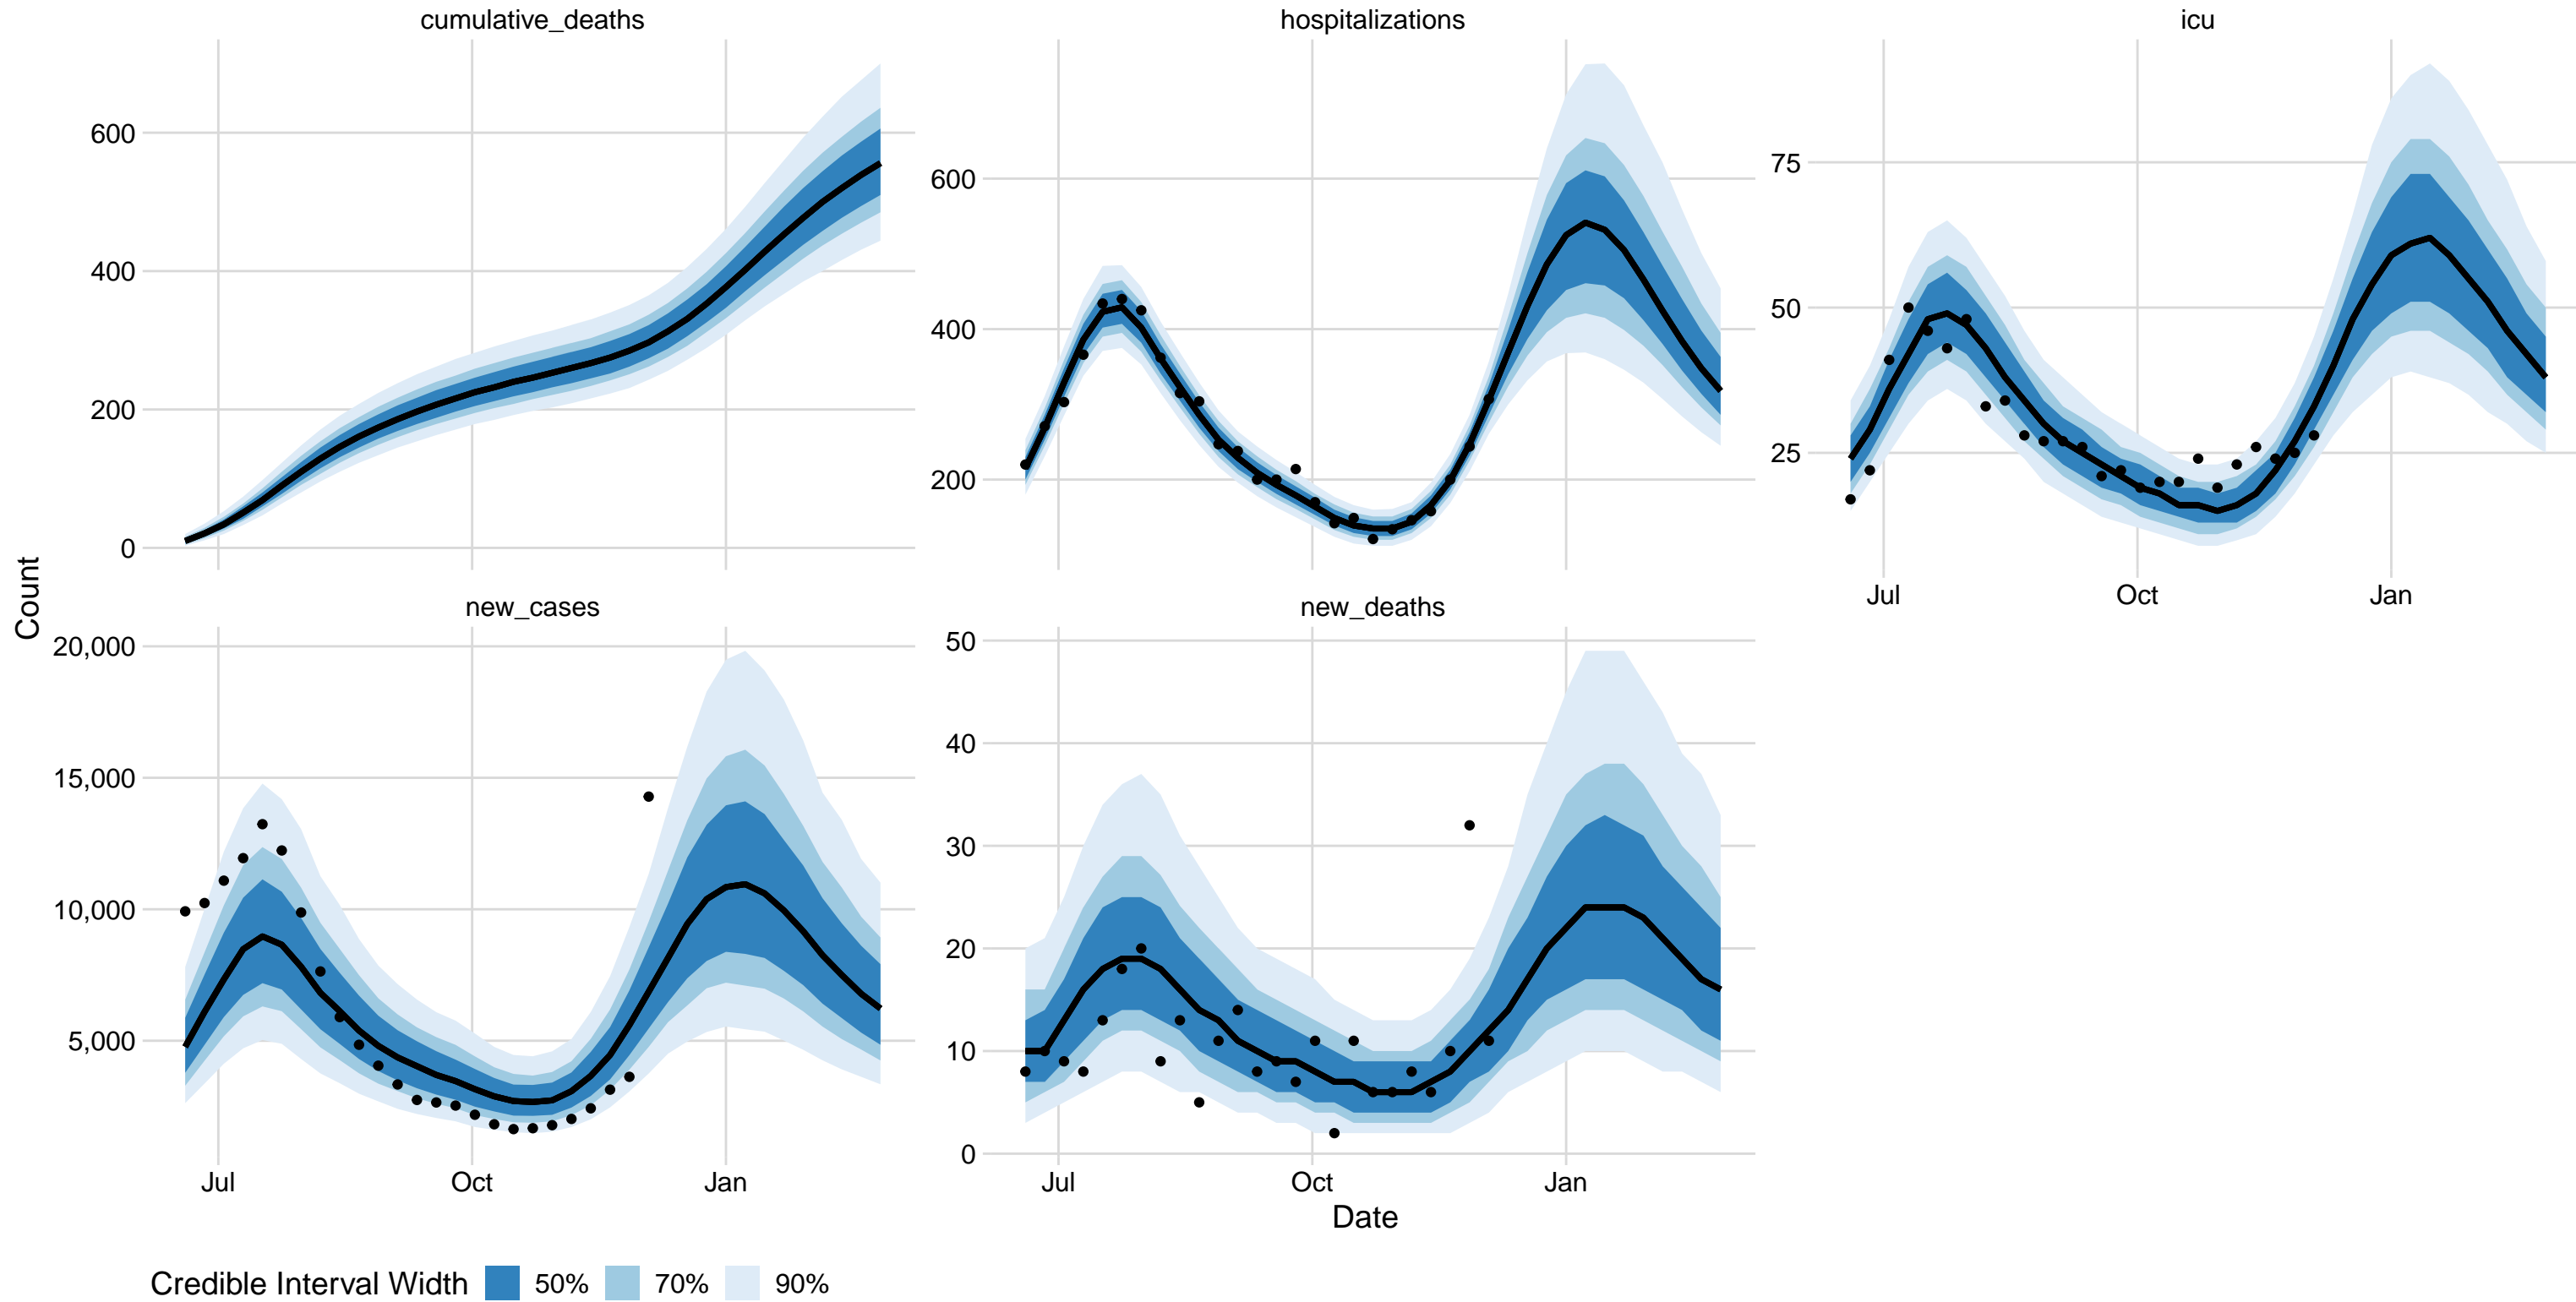 cumulative_deaths
hospitalizations
icu
600
400
200
0
600
400
200
75
50
25
Jul Oct Jan
Count
new_cases
new_deaths
20,000
15,000
10,000
5,000
50
40
30
20
10
0
Jul Oct Jan
Jul Oct Jan
Date
Credible Interval Width 50% 70% 90%